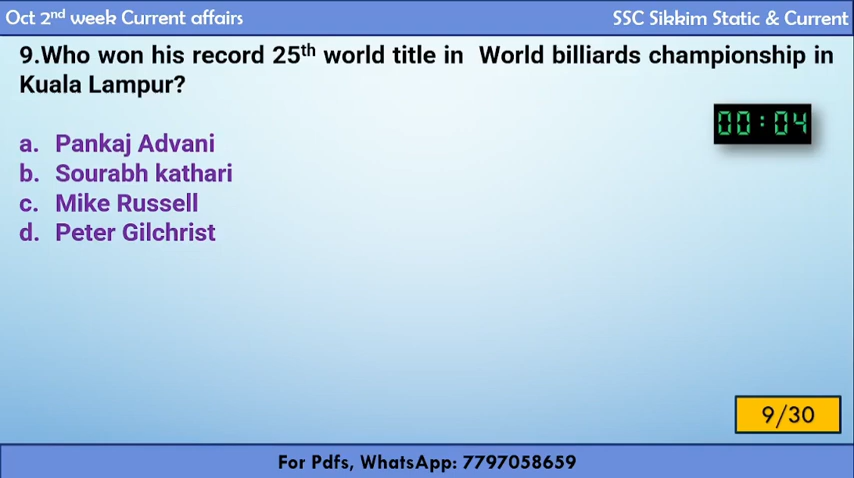 Oct 2nd week Current affairs
SSC Sikkim Static & Current
9.Who won his record 25th world title in World billiards championship in
Kuala Lampur?
00:04
a. Pankaj Advani
b. Sourabh kathari
c. Mike Russell
d. Peter Gilchrist
9/30
For Pdfs, WhatsApp: 7797058659